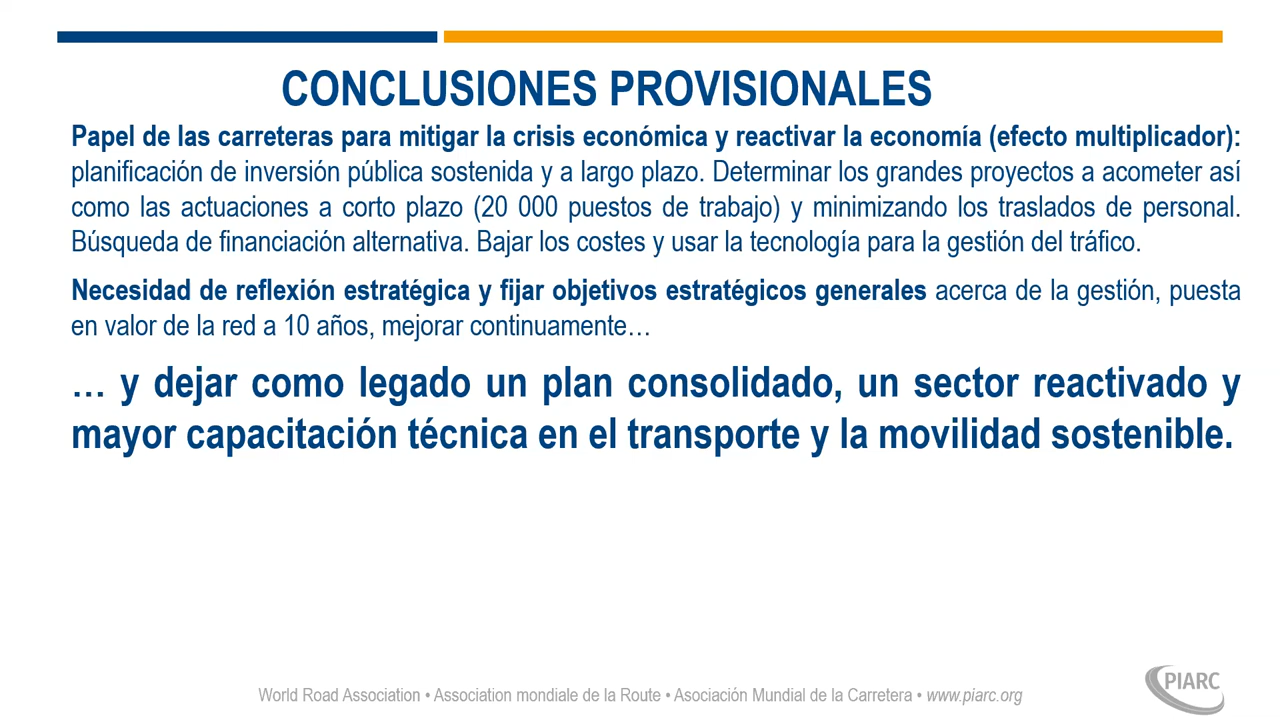 CONCLUSIONES PROVISIONALES
Papel de las carreteras para mitigar la crisis económica y reactivar la economía (efecto multiplicador):
planificación de inversión pública sostenida y a largo plazo. Determinar los grandes proyectos a acometer así
como las actuaciones a corto plazo (20 000 puestos de trabajo) y minimizando los traslados de personal.
Búsqueda de financiación alternativa. Bajar los costes y usar la tecnología para la gestión del tráfico.
Necesidad de reflexión estratégica y fijar objetivos estratégicos generales acerca de la gestión, puesta
en valor de la red a 10 años, mejorar continuamente…
… y dejar como legado un plan consolidado, un sector reactivado y
mayor capacitación técnica en el transporte y la movilidad sostenible.
World Road Association • Association mondiale de la Route • Asociación Mundial de la Carretera • www.piarc.org
PIARC